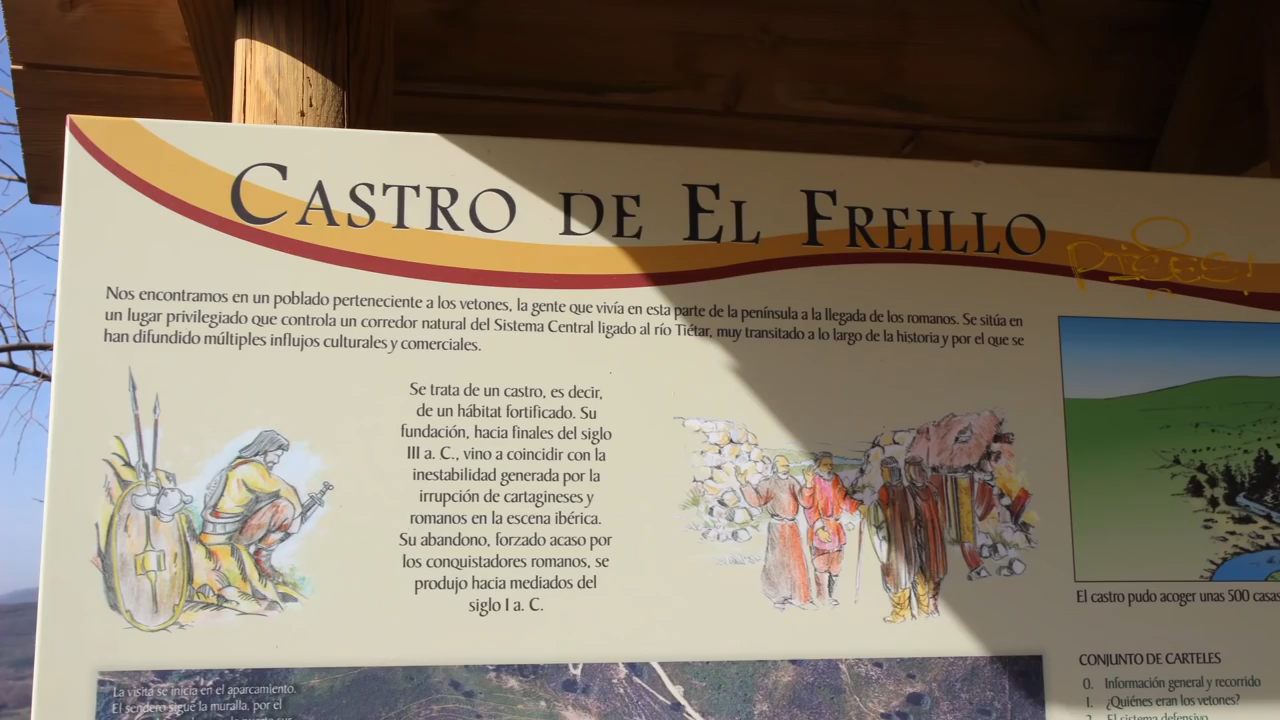 CASTRO DE EL FREILLO
Nos encontramos en un poblado perteneciente a los vetones, la gente que vivía en esta parte de la península a la llegada de los romanos. Se sitúa en
un lugar privilegiado que controla un corredor natural del Sistema Central ligado al río Tiétar, muy transitado a lo largo de la historia y por el que se
han difundido múltiples influjos culturales y comerciales.
Se trata de un castro, es decir,
de un hábitat fortificado. Su
fundación, hacia finales del siglo
III a. C., vino a coincidir con la
inestabilidad generada por la
irrupción de cartagineses y
romanos en la escena ibérica.
Su abandono, forzado acaso por
los conquistadores romanos, se
produjo hacia mediados del
siglo I a. C.
El castro pudo acoger unas 500 casas
La visita se inicia en el aparcamiento.
El sendero sigue la muralla, por el
CONJUNTO DE CARTELES
0. Información general y recorrido
1. ¿Quiénes eran los vetones?
2. El sistema defensivo